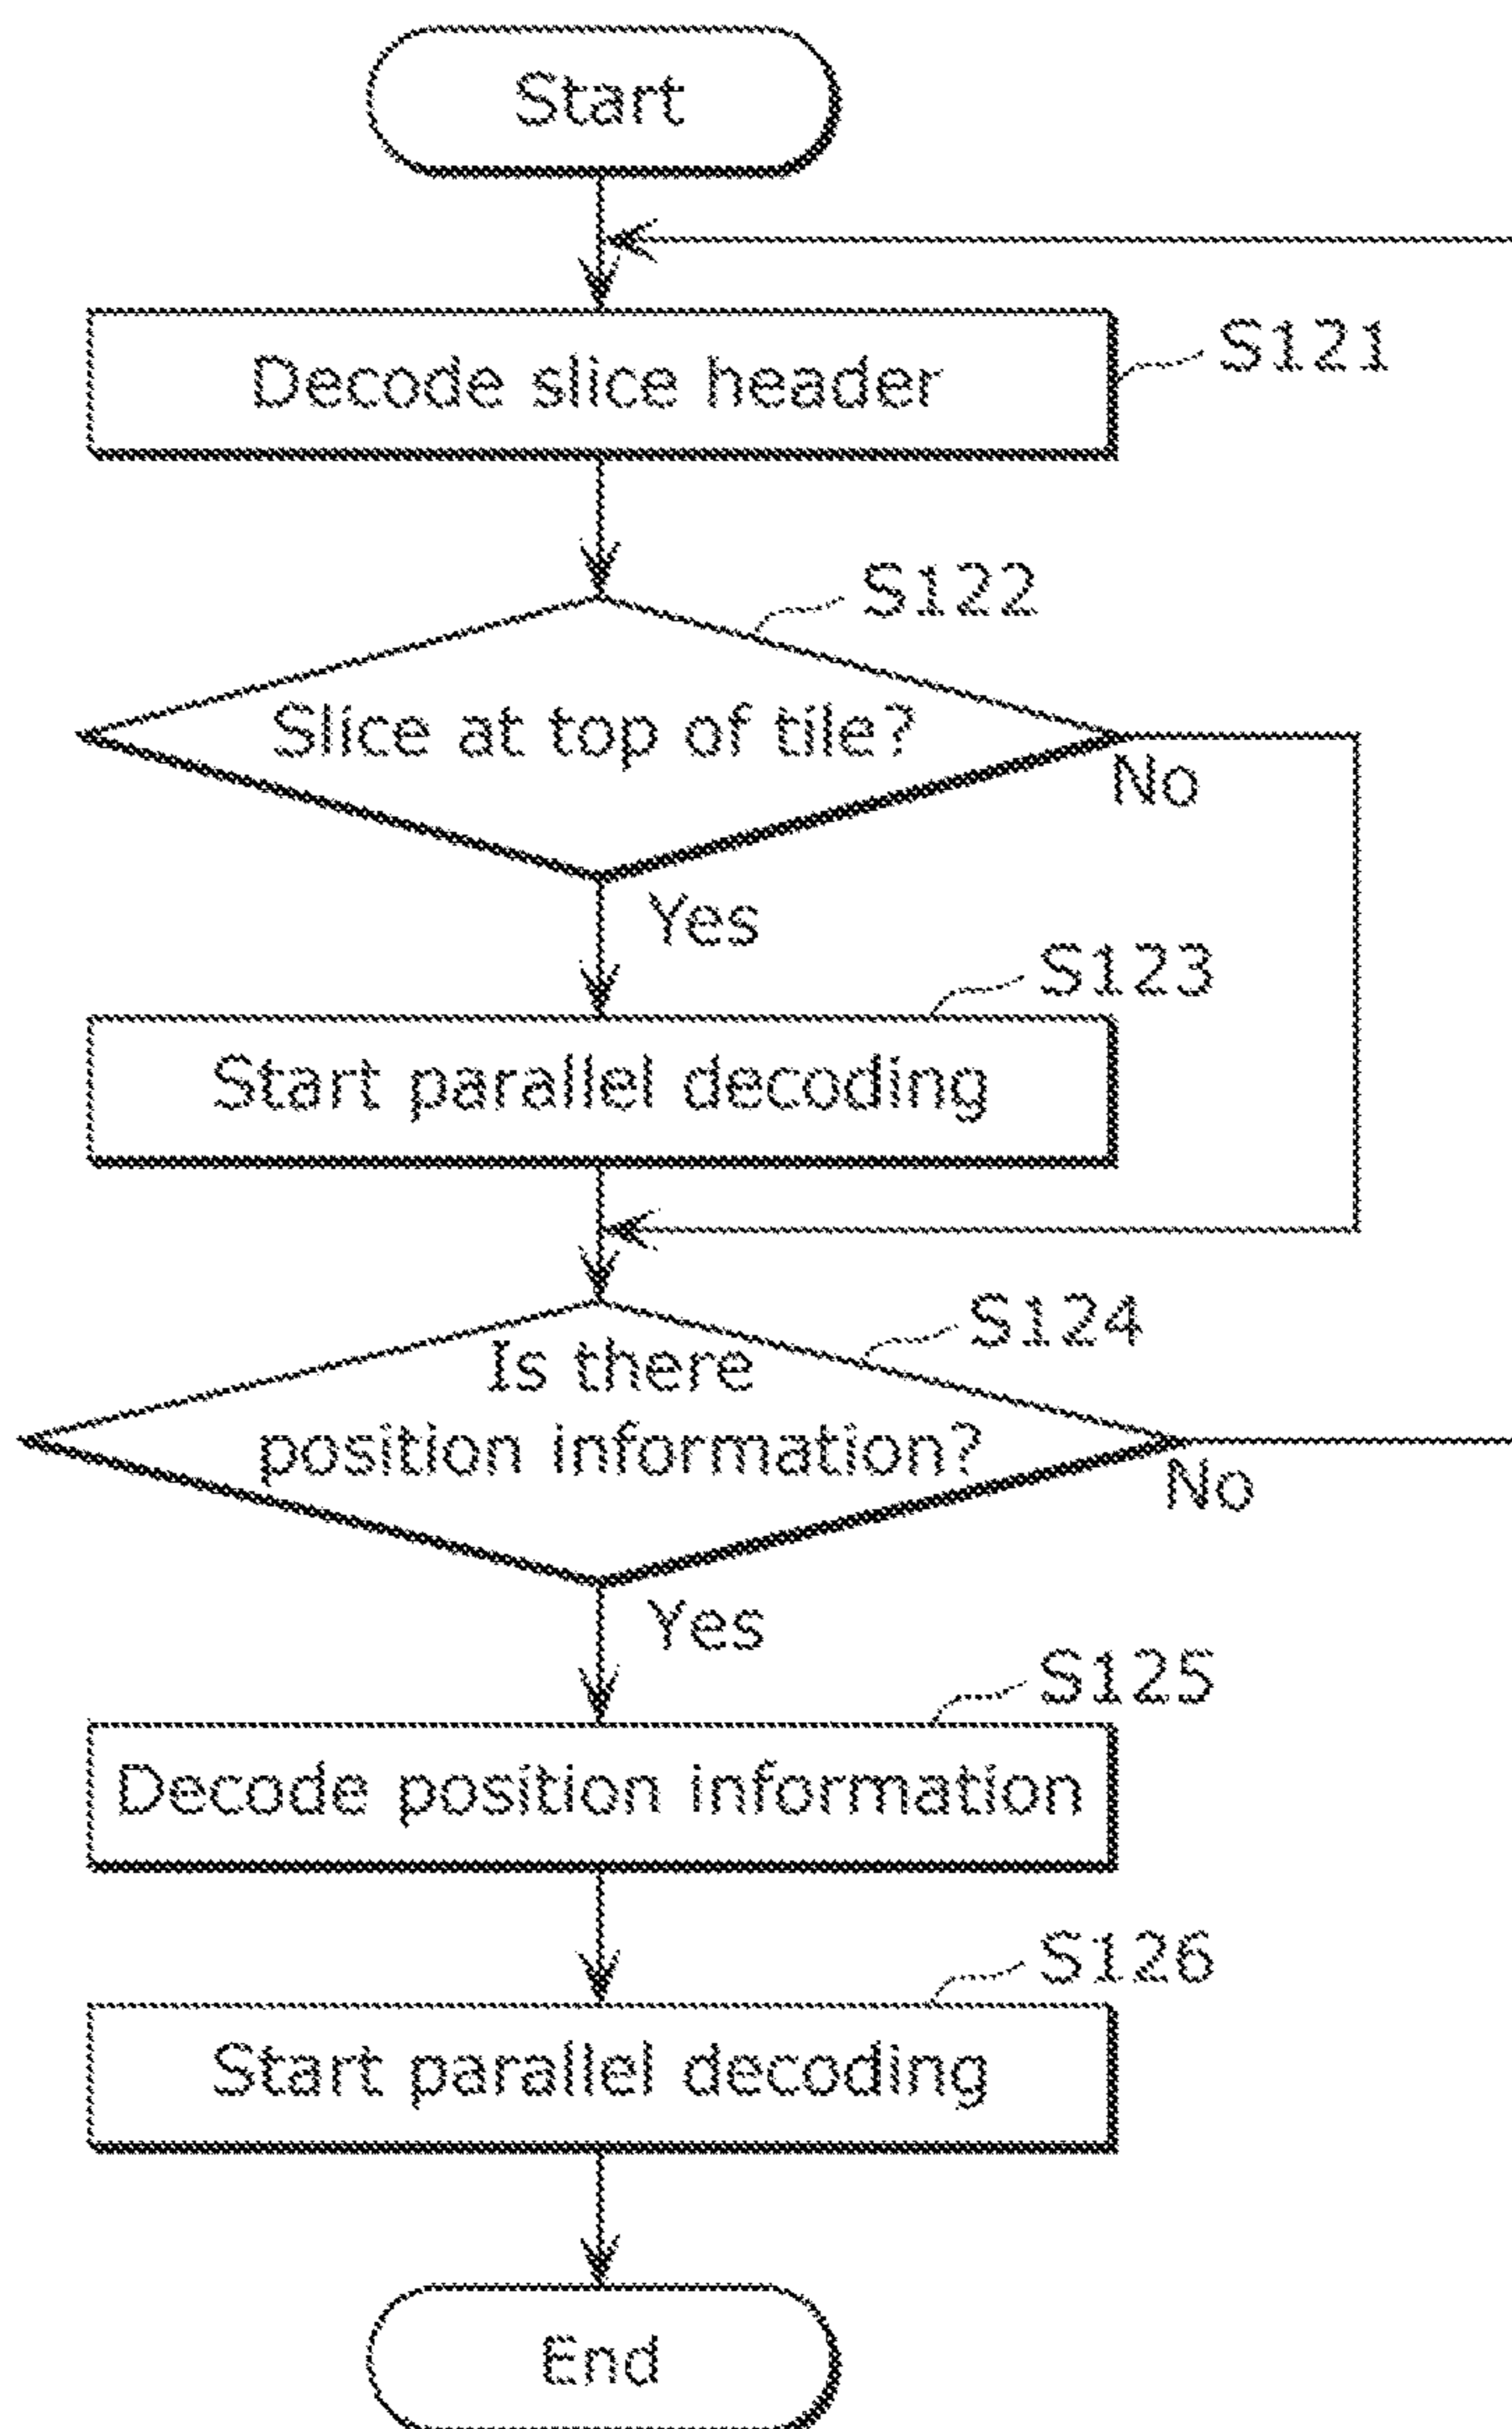 Start
Decode slice header
S121
S122
Slice at top of tile?
No
Yes
S123
Start parallel decoding
S124
Is there
position information?
No
Yes
S125
Decode position information
S126
Start parallel decoding
End